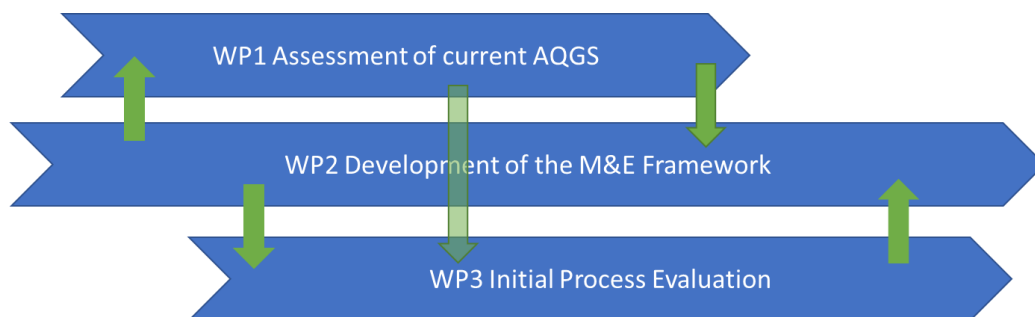 WP1 Assessment of current AQGS
WP2 Development of the M&E Framework
WP3 Initial Process Evaluation